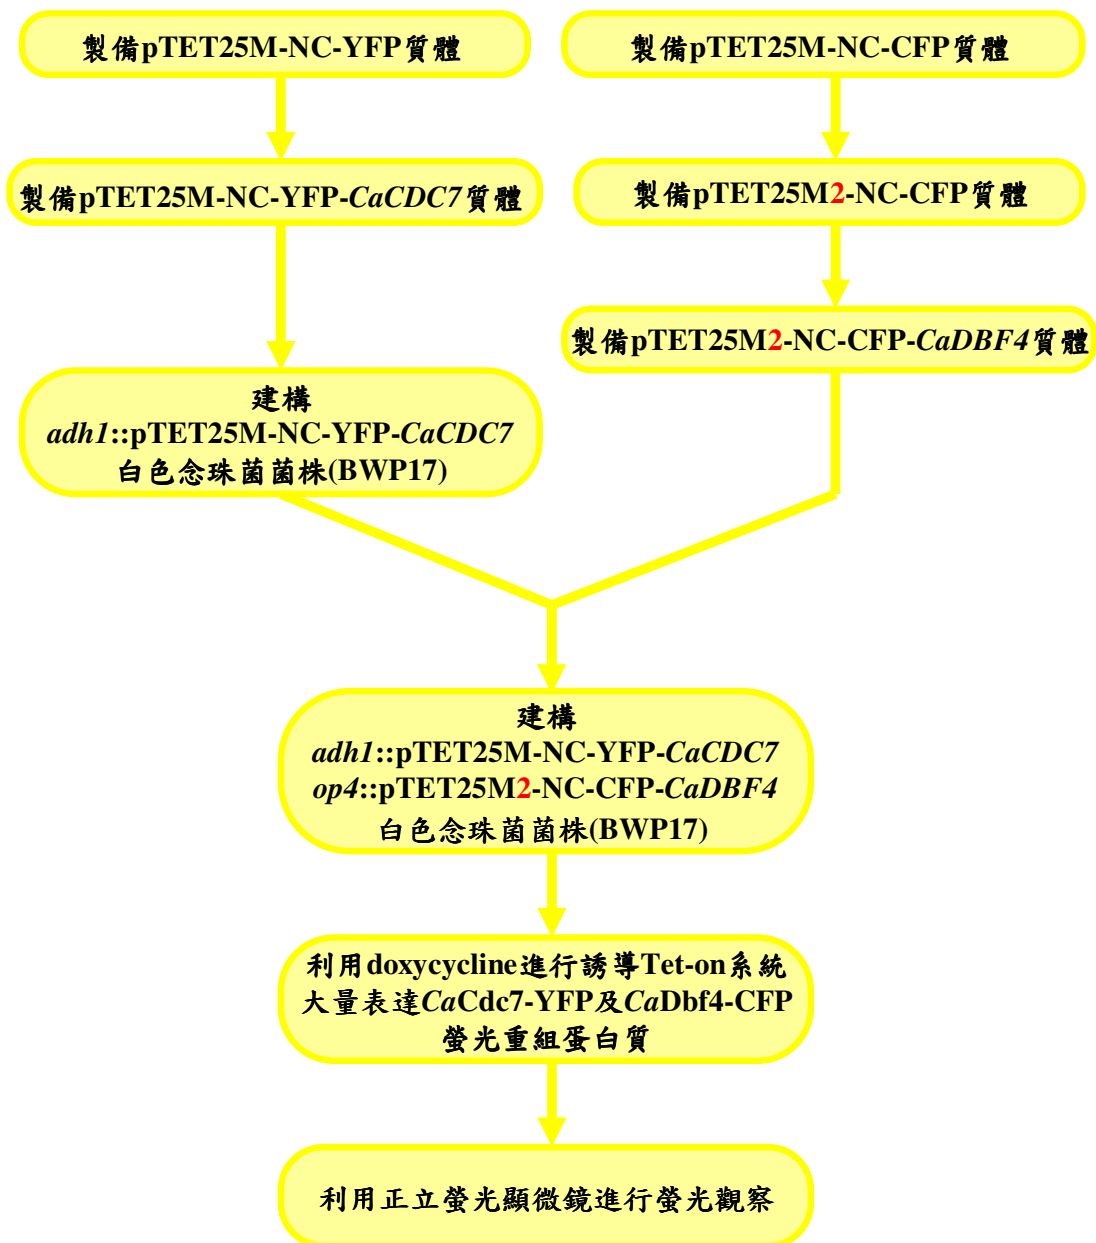 製備pTET25M-NC-YFP質體
製備pTET25M-NC-CFP質體
製備pTET25M-NC-YFP-CaCDC7質體
製備pTET25M2-NC-CFP質體
製備pTET25M2-NC-CFP-CaDBF4質體
建構
adh1::pTET25M-NC-YFP-CaCDC7
白色念珠菌菌株(BWP17)
建構
adh1::pTET25M-NC-YFP-CaCDC7
op4::pTET25M2-NC-CFP-CaDBF4
白色念珠菌菌株(BWP17)
利用doxycycline進行誘導Tet-on系統
大量表達CaCdc7-YFP及CaDbf4-CFP
螢光重組蛋白質
利用正立螢光顯微鏡進行螢光觀察